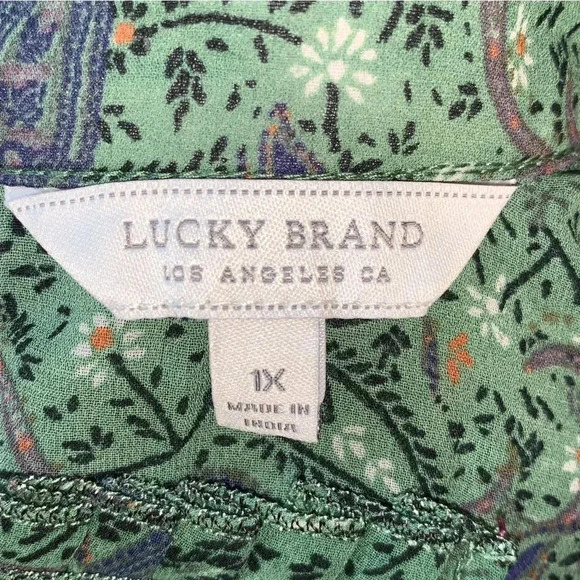 LUCKY BRAND
LOS ANGELES CA
1X
MADE IN
INDIA